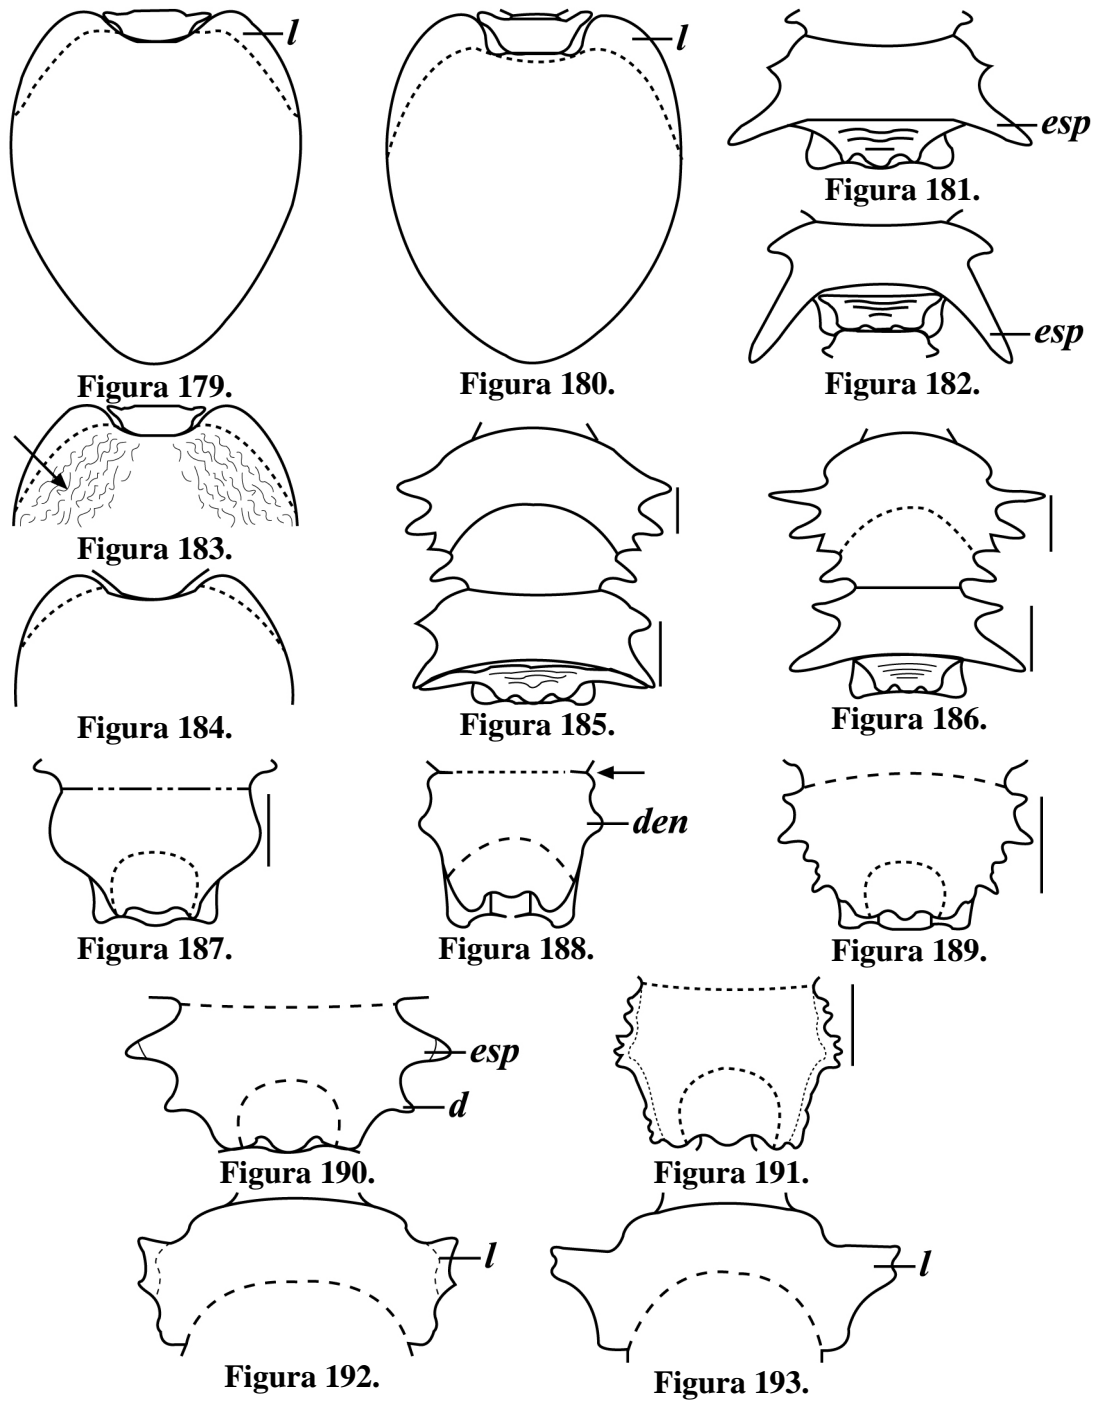 l
l
esp
Figura 181.
esp
Figura 179.
Figura 180.
Figura 182.
Figura 183.
Figura 184.
Figura 185.
Figura 186.
den
Figura 187.
Figura 188.
Figura 189.
esp
d
Figura 190.
Figura 191.
l
l
Figura 192.
Figura 193.